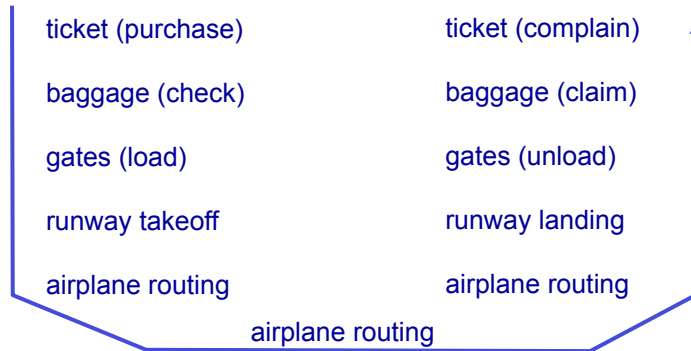 ticket (purchase)
ticket (complain)
baggage (check)
baggage (claim)
gates (load)
gates (unload)
runway takeoff
runway landing
airplane routing
airplane routing
airplane routing